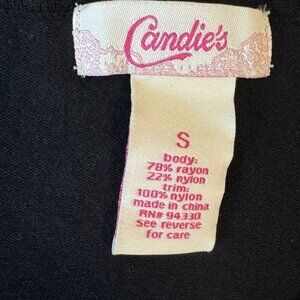 Candie's
S
body:
78% rayon
22% nylon
trim:
100% nylon
made in china
RN# 94330
See reverse
for care